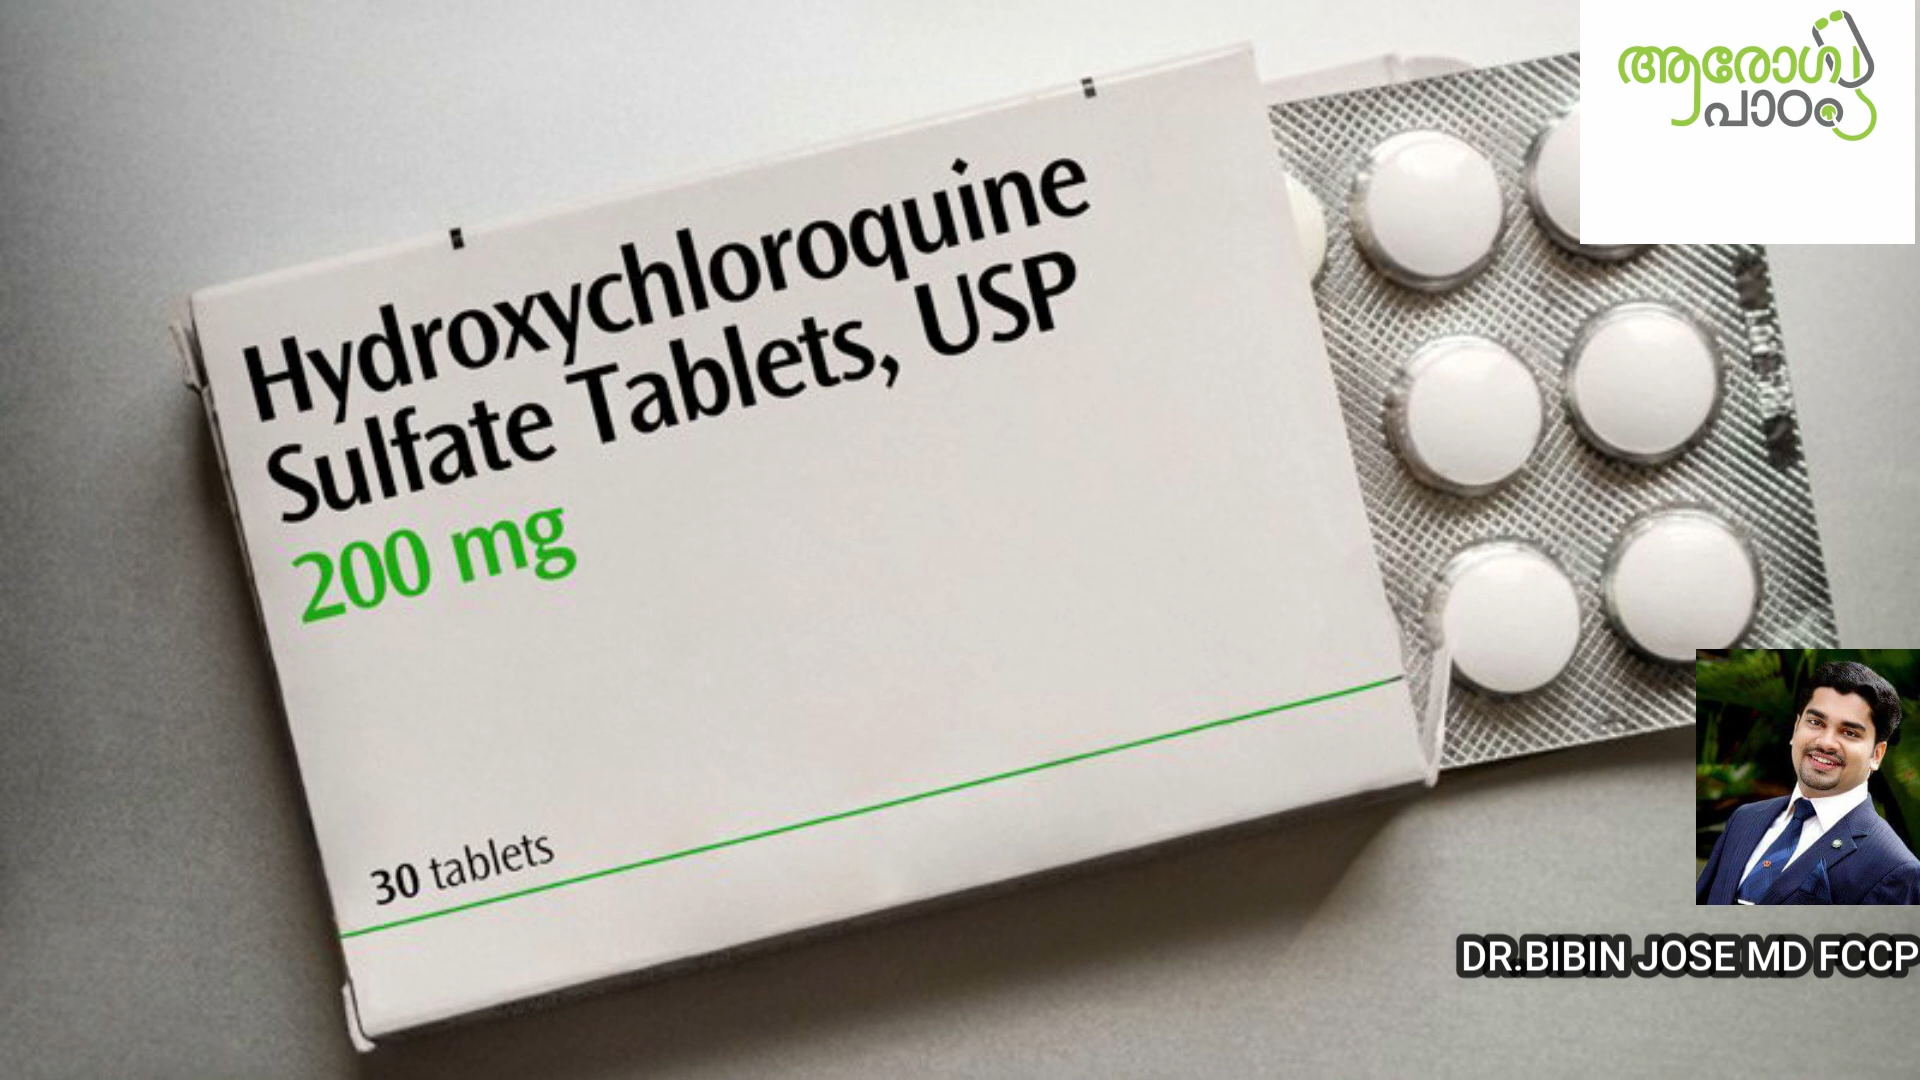 Hydroxychloroquine
Sulfate Tablets, USP
200 mg
30 tablets
ആരോഗ്യ
പാഠം
DR.BIBIN JOSE MD FCCP